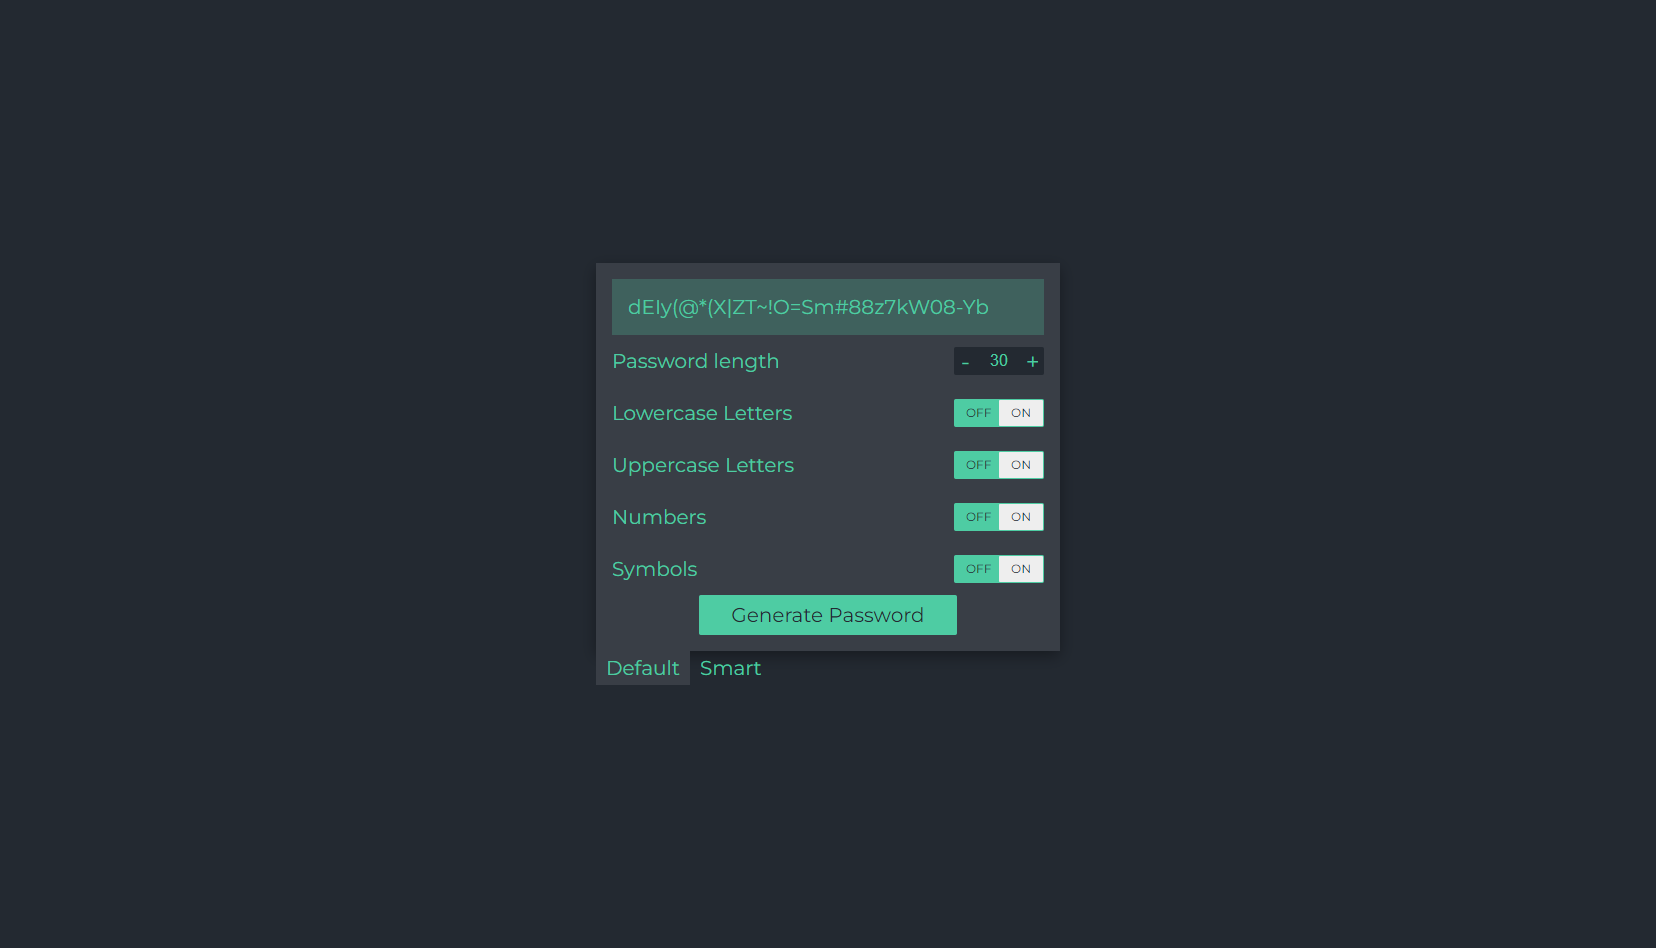 dEIy(@*(X|ZT~!O=Sm#88z7kW08-Yb
Password length - 30 +
Lowercase Letters OFF ON
Uppercase Letters OFF ON
Numbers OFF ON
Symbols OFF ON
Generate Password
Default Smart